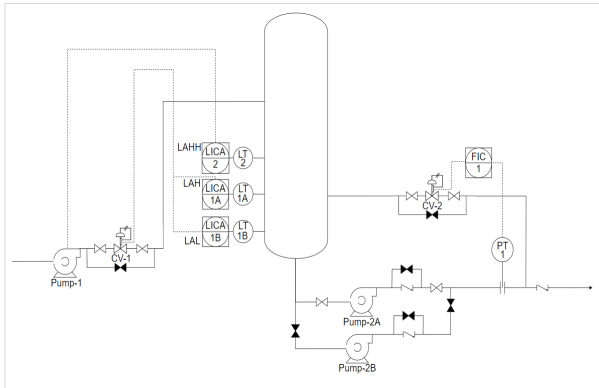 LAHH
LICA
2
LT
2
LAH
LICA
1A
LT
1A
LICA
1B
LT
1B
LAL
CV-1
Pump-1
FIC
1
CV-2
PT
1
Pump-2A
Pump-2B